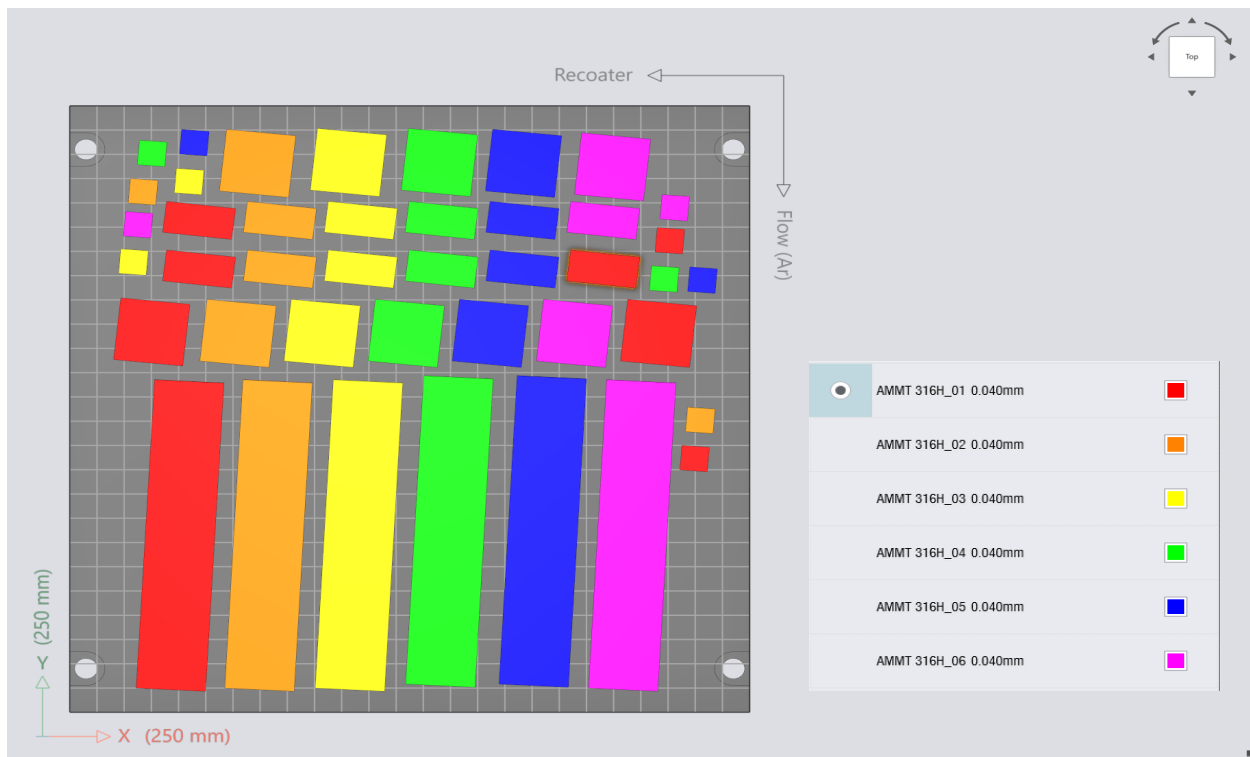 Top
Recoater
Flow (Ar)
AMMT 316H_01 0.040mm
AMMT 316H_02 0.040mm
AMMT 316H_03 0.040mm
AMMT 316H_04 0.040mm
AMMT 316H_05 0.040mm
AMMT 316H_06 0.040mm
Y (250 mm)
X (250 mm)